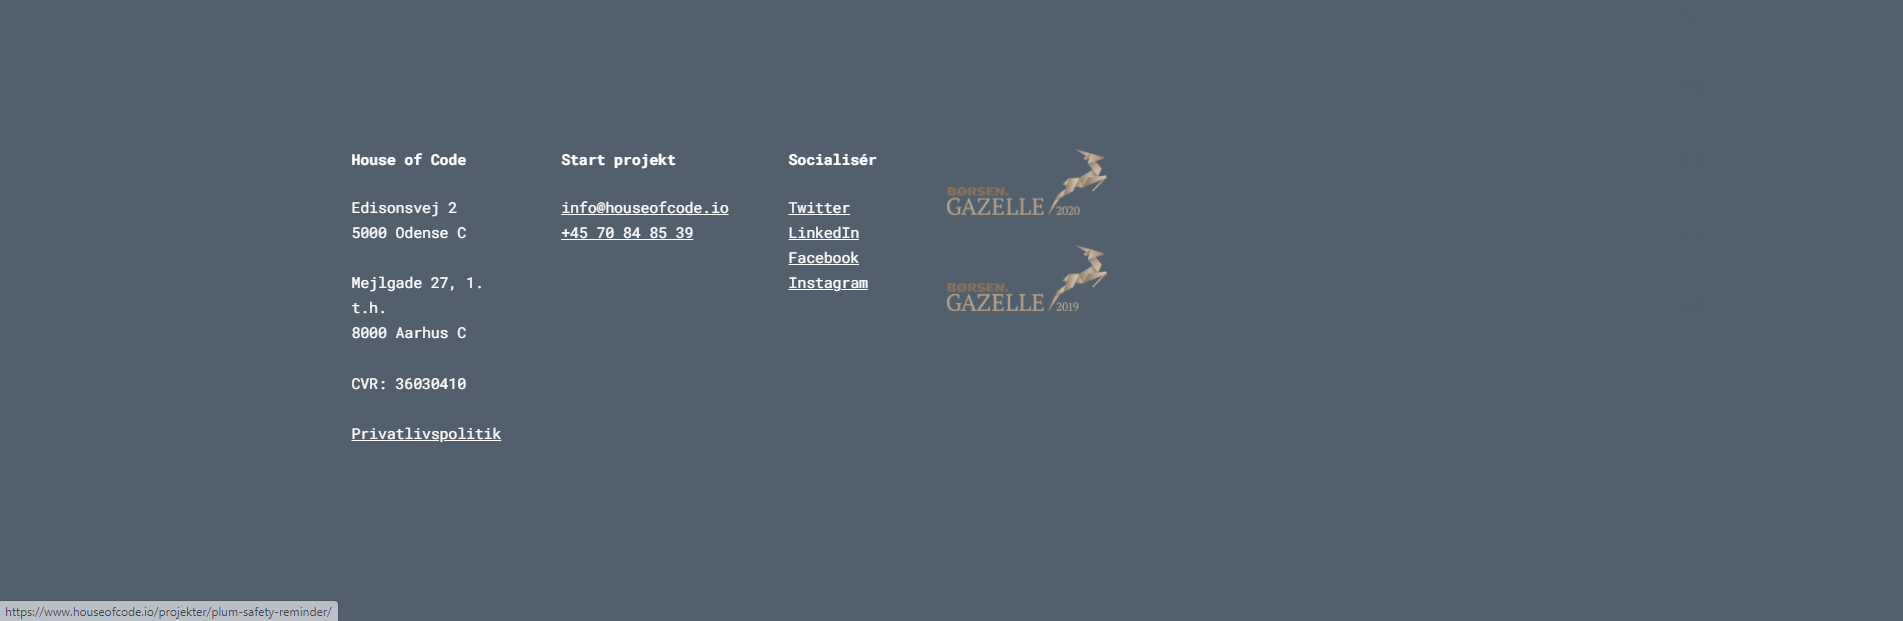 House of Code
Edisonsvej 2
5000 Odense C
Mejlgade 27, 1.
t.h.
8000 Aarhus C
CVR: 36030410
Privatlivspolitik
Start projekt
info@houseofcode.io
+45 70 84 85 39
Socialisér
Twitter
LinkedIn
Facebook
Instagram
BØRSEN.
GAZELLE 2020
BØRSEN.
GAZELLE 2019
https://www.houseofcode.io/projekter/plum-safety-reminder/